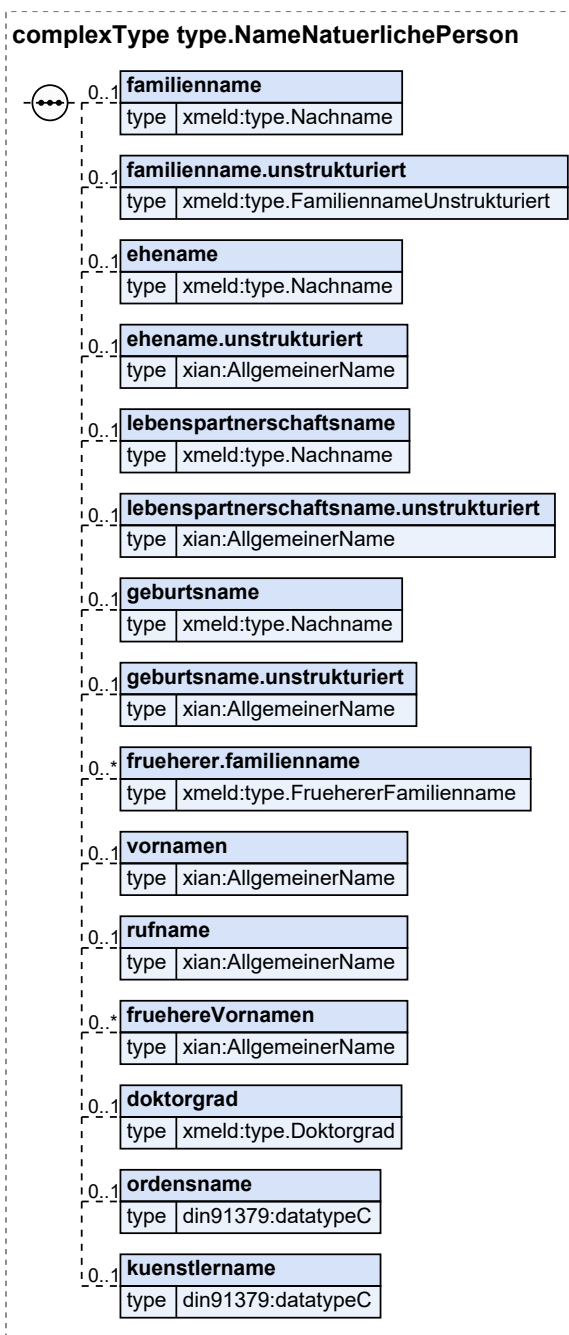 complexType type.NameNatuerlichePerson
0..1 familienname
type xmeld:type.Nachname
0..1 familienname.unstrukturiert
type xmeld:type.FamiliennameUnstrukturiert
0..1 ehename
type xmeld:type.Nachname
0..1 ehename.unstrukturiert
type xian:AllgemeinerName
0..1 lebenspartnerschaftsname
type xmeld:type.Nachname
0..1 lebenspartnerschaftsname.unstrukturiert
type xian:AllgemeinerName
0..1 geburtsname
type xmeld:type.Nachname
0..1 geburtsname.unstrukturiert
type xian:AllgemeinerName
0..* frueherer.familienname
type xmeld:type.FruehererFamilienname
0..1 vornamen
type xian:AllgemeinerName
0..1 rufname
type xian:AllgemeinerName
0..* fruehereVornamen
type xian:AllgemeinerName
0..1 doktorgrad
type xmeld:type.Doktorgrad
0..1 ordensname
type din91379:datatypeC
0..1 kuenstlername
type din91379:datatypeC